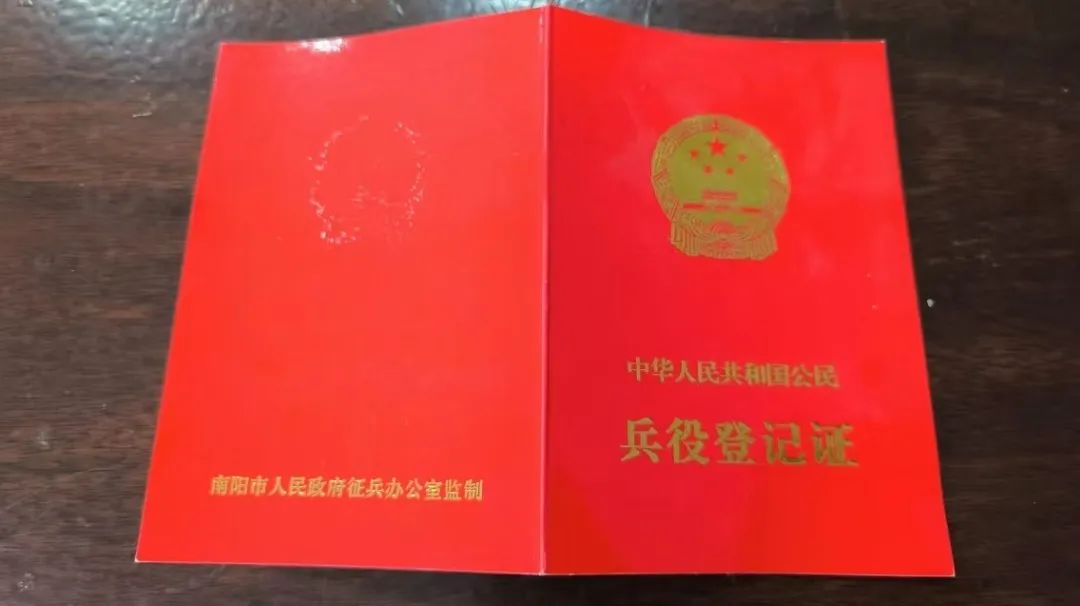 中华人民共和国公民
兵役登记证
南阳市人民政府征兵办公室监制